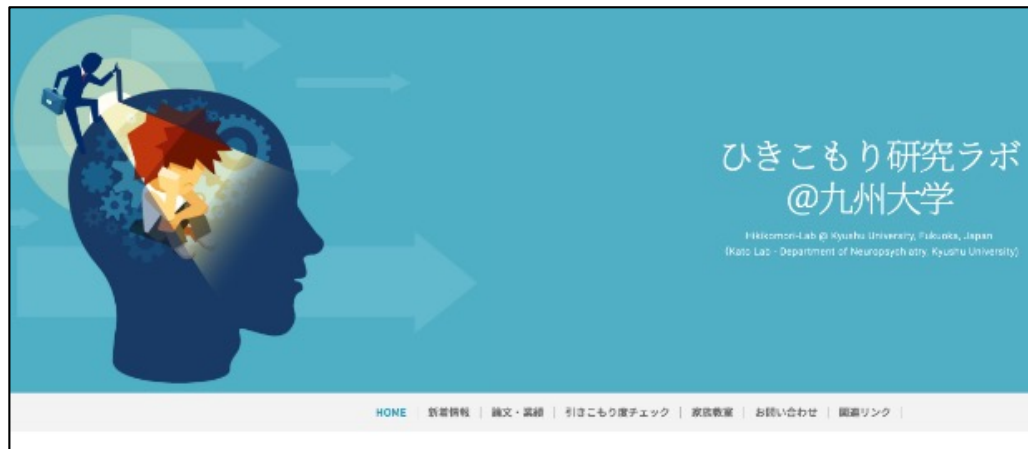 ひきこもり研究ラボ
@九州大学
Hikikomori-Lab @ Kyushu University, Fukuoka, Japan
(Kato Lab - Department of Neuropsychiatry, Kyushu University)
HOME | 新着情報 | 論文・業績 | 引きこもり度チェック | 家族教室 | お問い合わせ | 関連リンク |